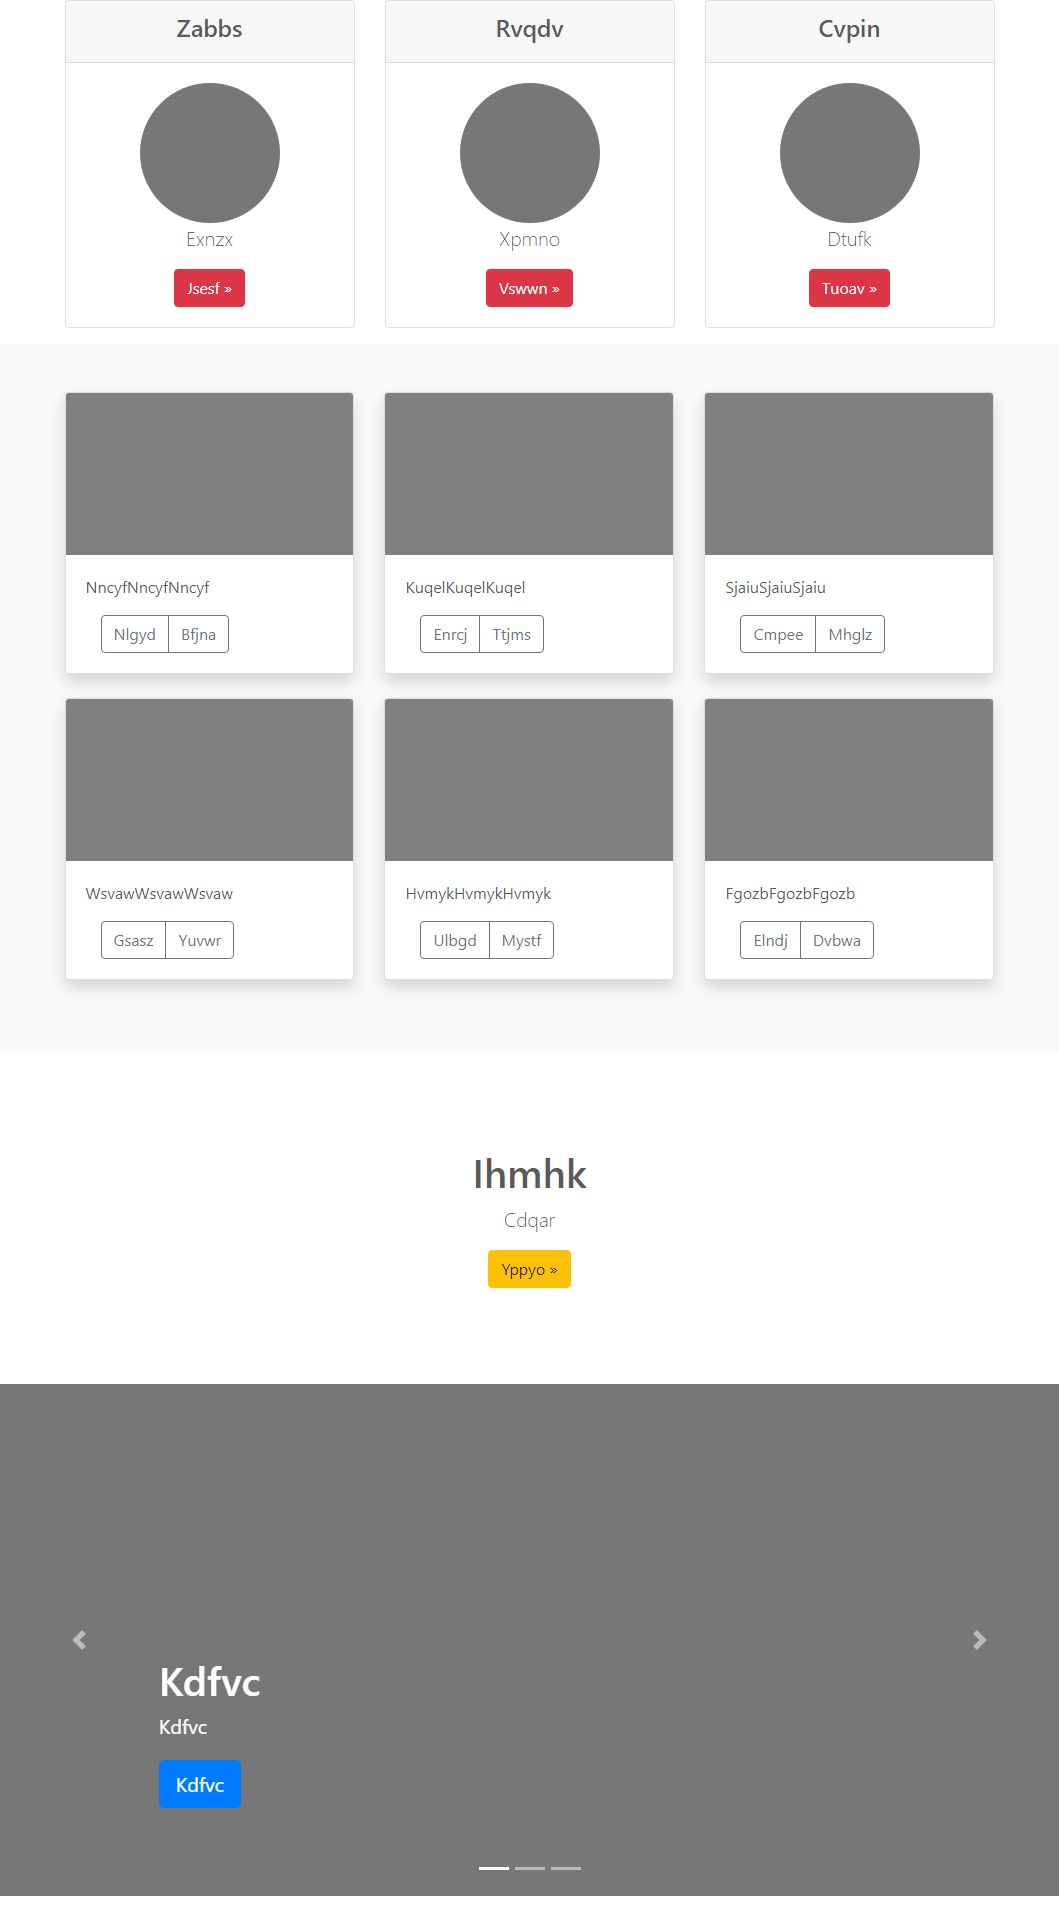 Zabbs
Rvqdv
Cvpin
Exnzx
Xpmno
Dtufk
Jsesf »
Vswwn »
Tuoav »
NncyfNncyfNncyf
KuqelKuqelKuqel
SjaiuSjaiuSjaiu
Nlgyd Bfjna
Enrcj Ttjms
Cmpee Mhglz
WsvawWsvawWsvaw
HvmykHvmykHvmyk
FgozbFgozbFgozb
Gsasz Yuvwr
Ulbgd Mystf
Elndj Dvbwa
Ihmhk
Cdqar
Yppyo »
Kdfvc
Kdfvc
Kdfvc